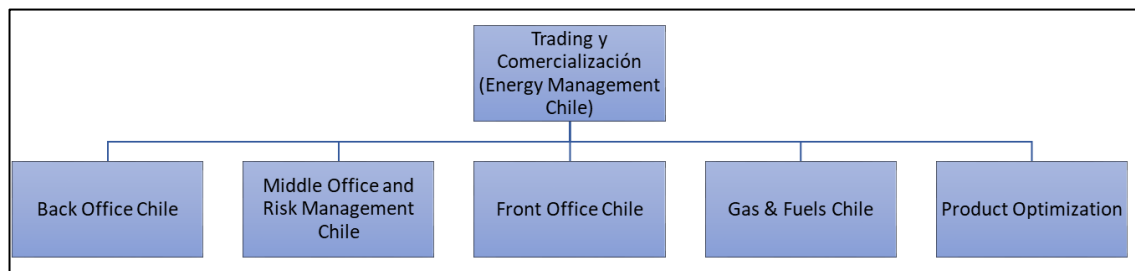 Trading y
Comercialización
(Energy Management
Chile)
Back Office Chile
Middle Office and
Risk Management
Chile
Front Office Chile
Gas & Fuels Chile
Product Optimization